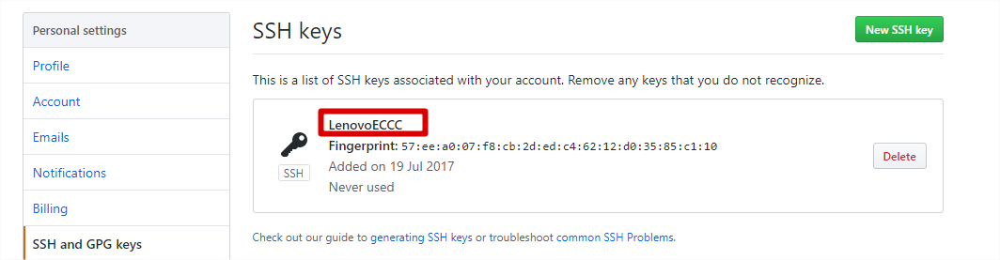 Personal settings
Profile
Account
Emails
Notifications
Billing
SSH and GPG keys
SSH keys
New SSH key
This is a list of SSH keys associated with your account. Remove any keys that you do not recognize.
SSH
LenovoECCC
Fingerprint: 57:ee:a0:07:f8:cb:2d:ed:c4:62:12:d0:35:85:c1:10
Added on 19 Jul 2017
Never used
Delete
Check out our guide to generating SSH keys or troubleshoot common SSH Problems.